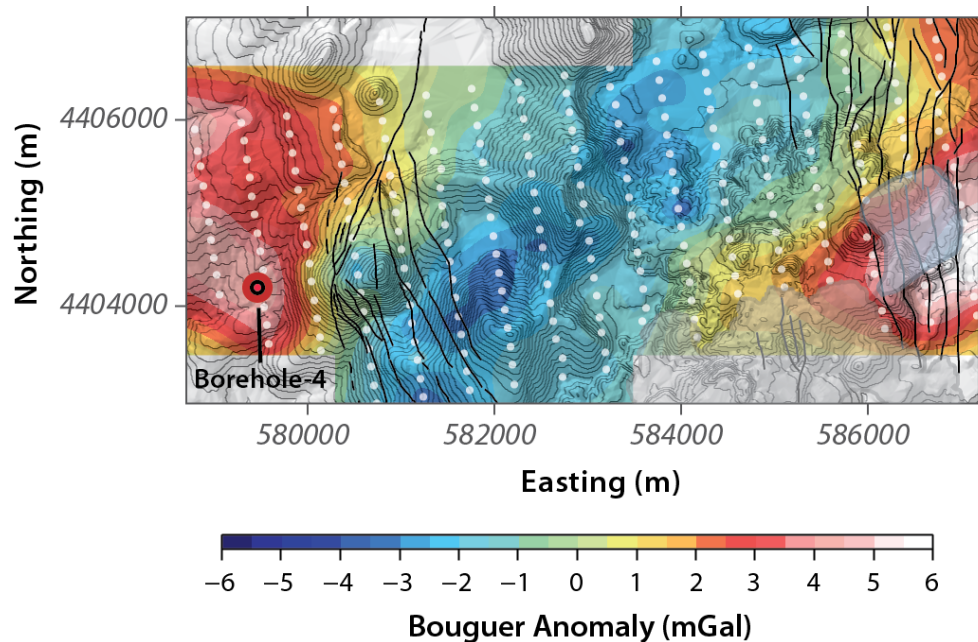 Northing (m)
4406000
4404000
Borehole-4
580000 582000 584000 586000
Easting (m)
−6 −5 −4 −3 −2 −1 0 1 2 3 4 5 6
Bouguer Anomaly (mGal)